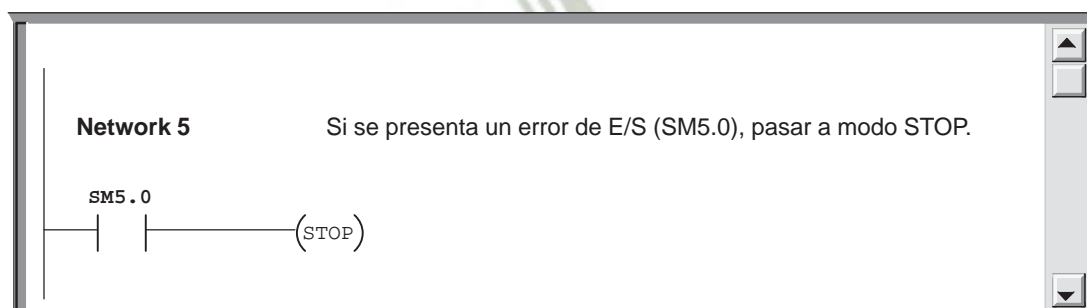 Network 5 Si se presenta un error de E/S (SM5.0), pasar a modo STOP.
SM5.0
STOP